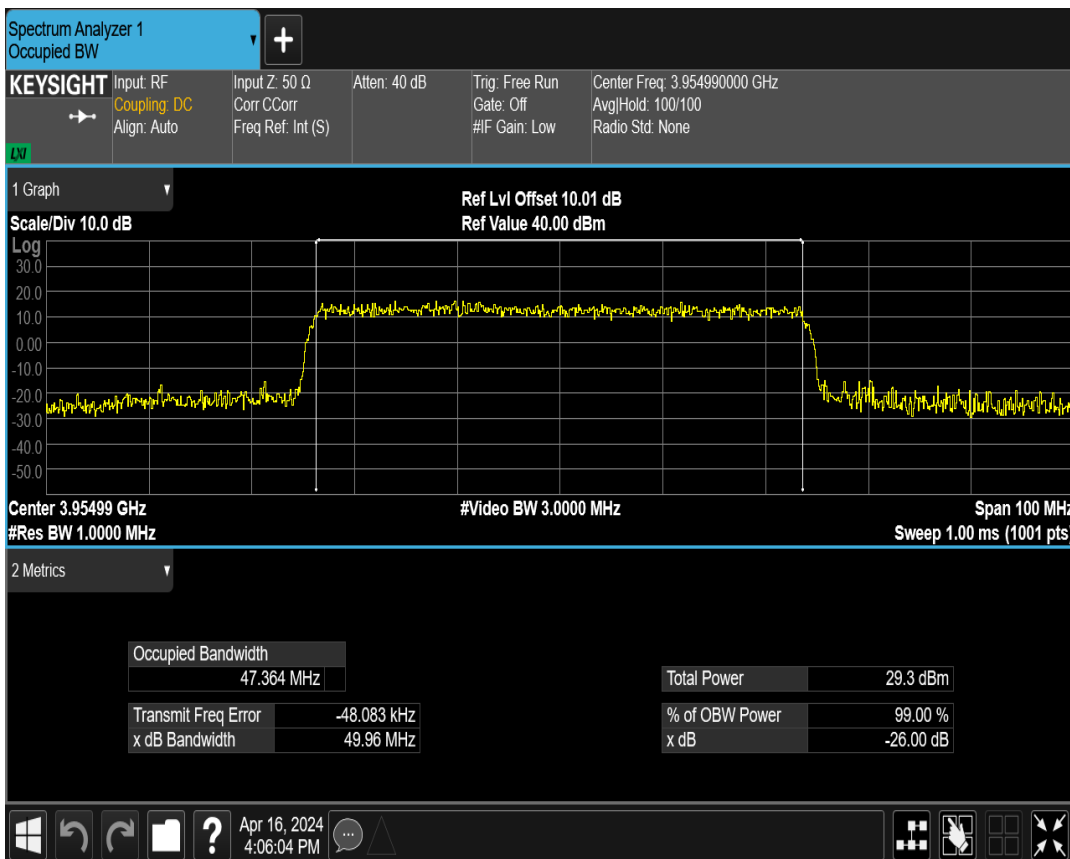 Spectrum Analyzer 1
Occupied BW
+
KEYSIGHT
LXI
Input: RF
Coupling: DC
Align: Auto
Input Z: 50 Ω
Corr CCorr
Freq Ref: Int (S)
Atten: 40 dB
Trig: Free Run
Gate: Off
#IF Gain: Low
Center Freq: 3.954990000 GHz
Avg|Hold: 100/100
Radio Std: None
1 Graph
Scale/Div 10.0 dB
Ref Lvl Offset 10.01 dB
Ref Value 40.00 dBm
Log
30.0
20.0
10.0
0.00
-10.0
-20.0
-30.0
-40.0
-50.0
Center 3.95499 GHz
#Res BW 1.0000 MHz
#Video BW 3.0000 MHz
Span 100 MHz
Sweep 1.00 ms (1001 pts)
2 Metrics
Occupied Bandwidth
47.364 MHz
Transmit Freq Error -48.083 kHz
x dB Bandwidth 49.96 MHz
Total Power 29.3 dBm
% of OBW Power 99.00 %
x dB -26.00 dB
?
Apr 16, 2024
4:06:04 PM